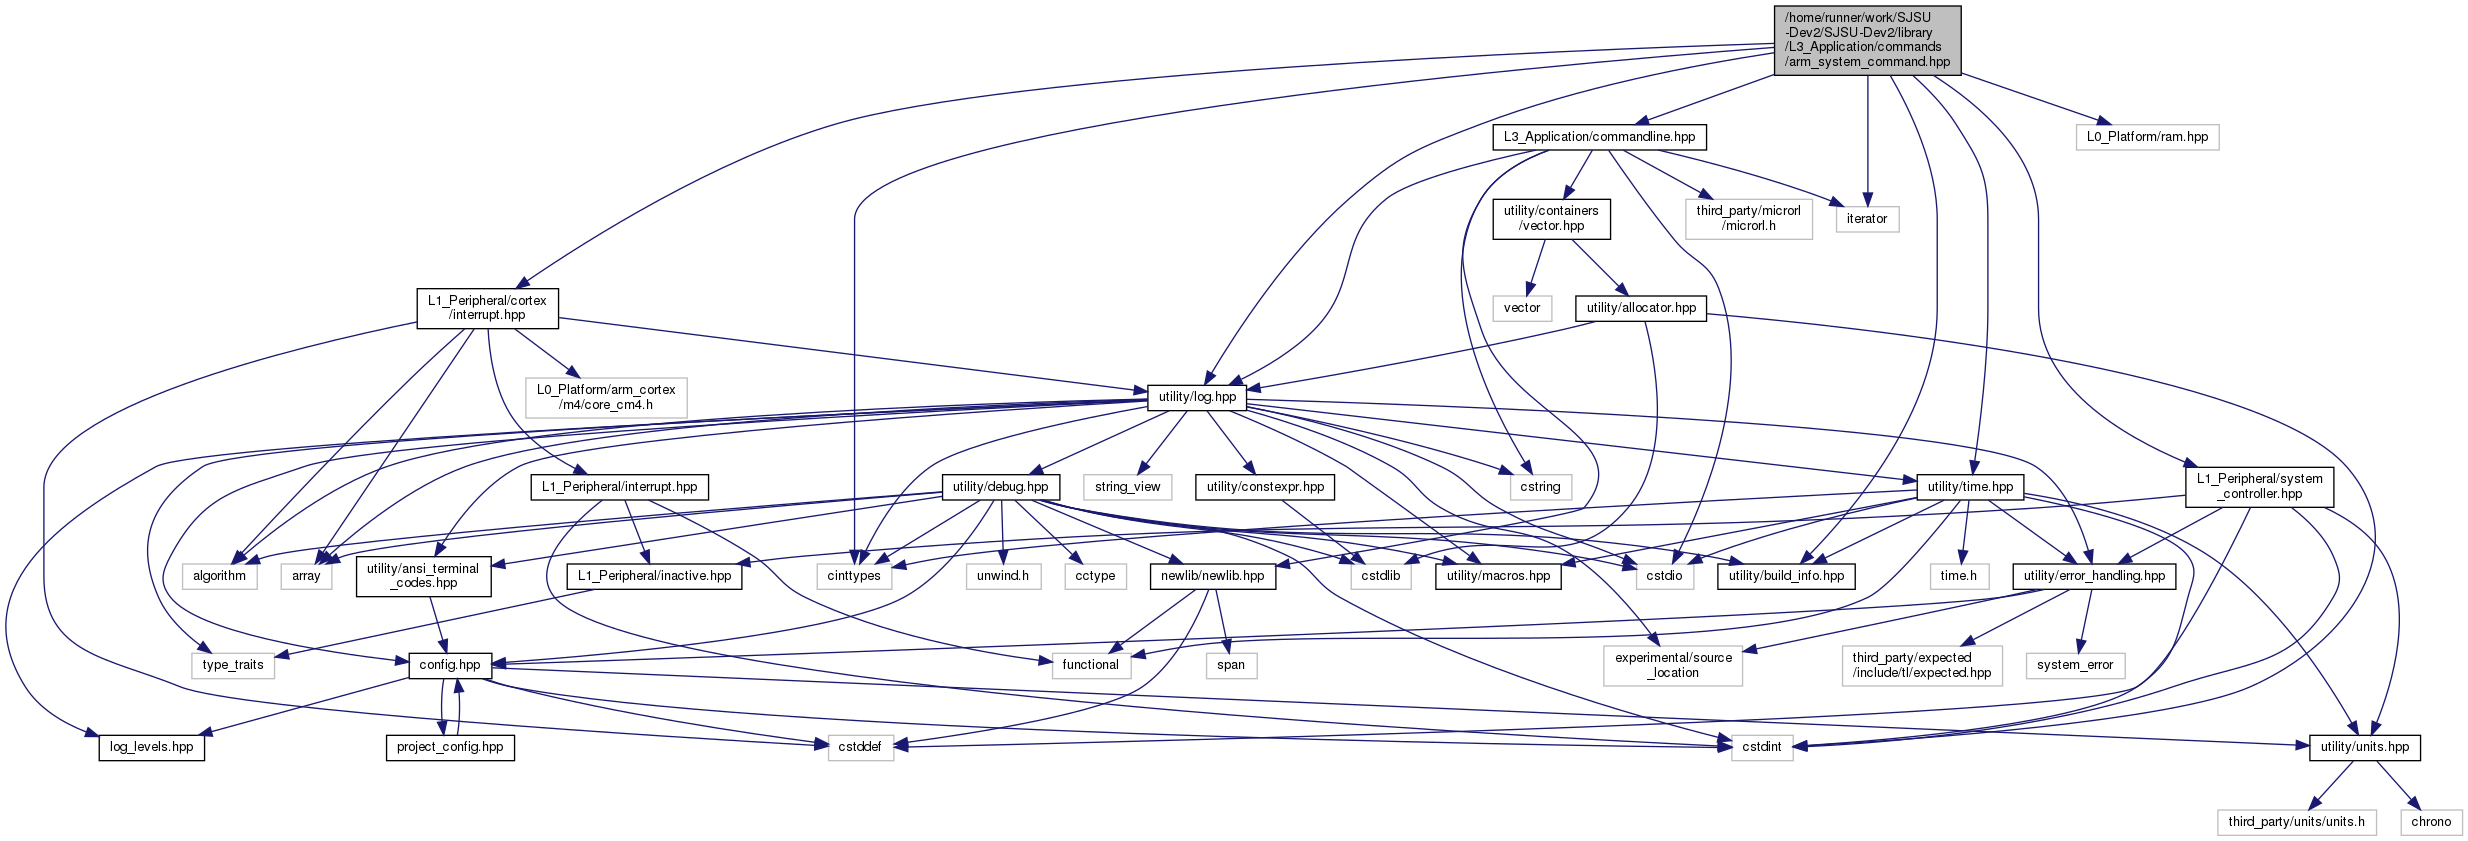 /home/runner/work/SJSU
-Dev2/SJSU-Dev2/library
/L3_Application/commands
/arm_system_command.hpp
L3_Application/commandline.hpp
L0_Platform/ram.hpp
utility/containers
/vector.hpp
third_party/microrl
/microrl.h
iterator
L1_Peripheral/cortex
/interrupt.hpp
vector
utility/allocator.hpp
L0_Platform/arm_cortex
/m4/core_cm4.h
utility/log.hpp
L1_Peripheral/interrupt.hpp
utility/debug.hpp
string_view
utility/constexpr.hpp
cstring
utility/time.hpp
L1_Peripheral/system
_controller.hpp
algorithm
array
utility/ansi_terminal
_codes.hpp
L1_Peripheral/inactive.hpp
cinttypes
unwind.h
cctype
newlib/newlib.hpp
cstdlib
utility/macros.hpp
cstdio
utility/build_info.hpp
time.h
utility/error_handling.hpp
type_traits
config.hpp
functional
span
experimental/source
_location
third_party/expected
/include/tl/expected.hpp
system_error
log_levels.hpp
project_config.hpp
cstddef
cstdint
utility/units.hpp
third_party/units/units.h
chrono